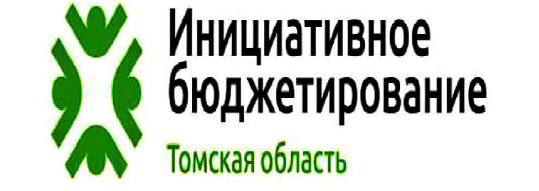 Инициативное
бюджетирование
Томская область